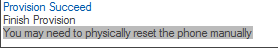 Provision Succeed
Finish Provision
You may need to physically reset the phone manually